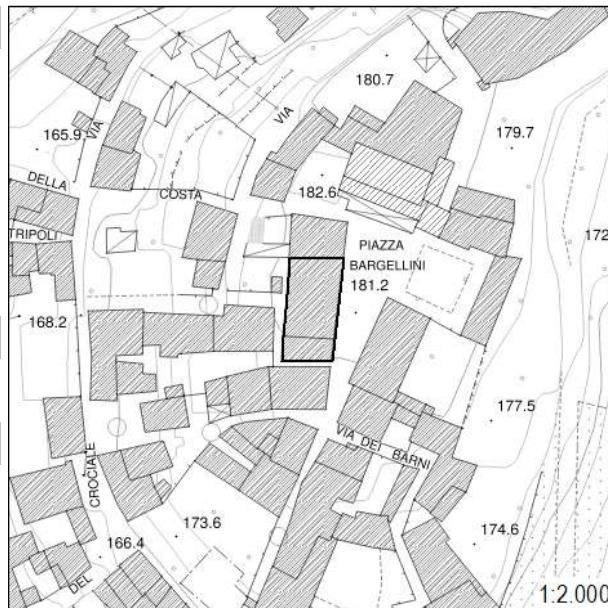 180.7
165.9
VIA
VIA
179.7
DELLA
COSTA
182.6
TRIPOLI
PIAZZA
BARGELLINI
172
181.2
168.2
177.5
VIA DEI BARNI
CROCIALE
173.6
174.6
166.4
DEL
1:2.000